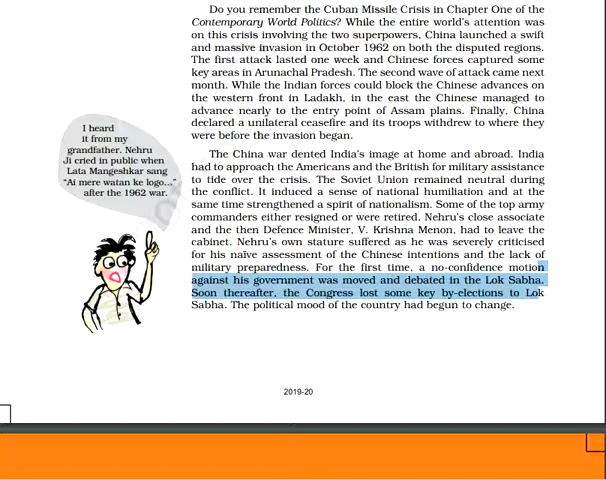 Do you remember the Cuban Missile Crisis in Chapter One of the
Contemporary World Politics? While the entire world's attention was
on this crisis involving the two superpowers, China launched a swift
and massive invasion in October 1962 on both the disputed regions.
The first attack lasted one week and Chinese forces captured some
key areas in Arunachal Pradesh. The second wave of attack came next
month. While the Indian forces could block the Chinese advances on
the western front in Ladakh, in the east the Chinese managed to
advance nearly to the entry point of Assam plains. Finally, China
declared a unilateral ceasefire and its troops withdrew to where they
were before the invasion began.
I heard
it from my
grandfather. Nehru
Ji cried in public when
Lata Mangeshkar sang
"Ai mere watan ke logo..."
after the 1962 war.
The China war dented India's image at home and abroad. India
had to approach the Americans and the British for military assistance
to tide over the crisis. The Soviet Union remained neutral during
the conflict. It induced a sense of national humiliation and at the
same time strengthened a spirit of nationalism. Some of the top army
commanders either resigned or were retired. Nehru's close associate
and the then Defence Minister, V. Krishna Menon, had to leave the
cabinet. Nehru's own stature suffered as he was severely criticised
for his naïve assessment of the Chinese intentions and the lack of
military preparedness. For the first time, a no-confidence motion
against his government was moved and debated in the Lok Sabha.
Soon thereafter, the Congress lost some key by-elections to Lok
Sabha. The political mood of the country had begun to change.
2019-20